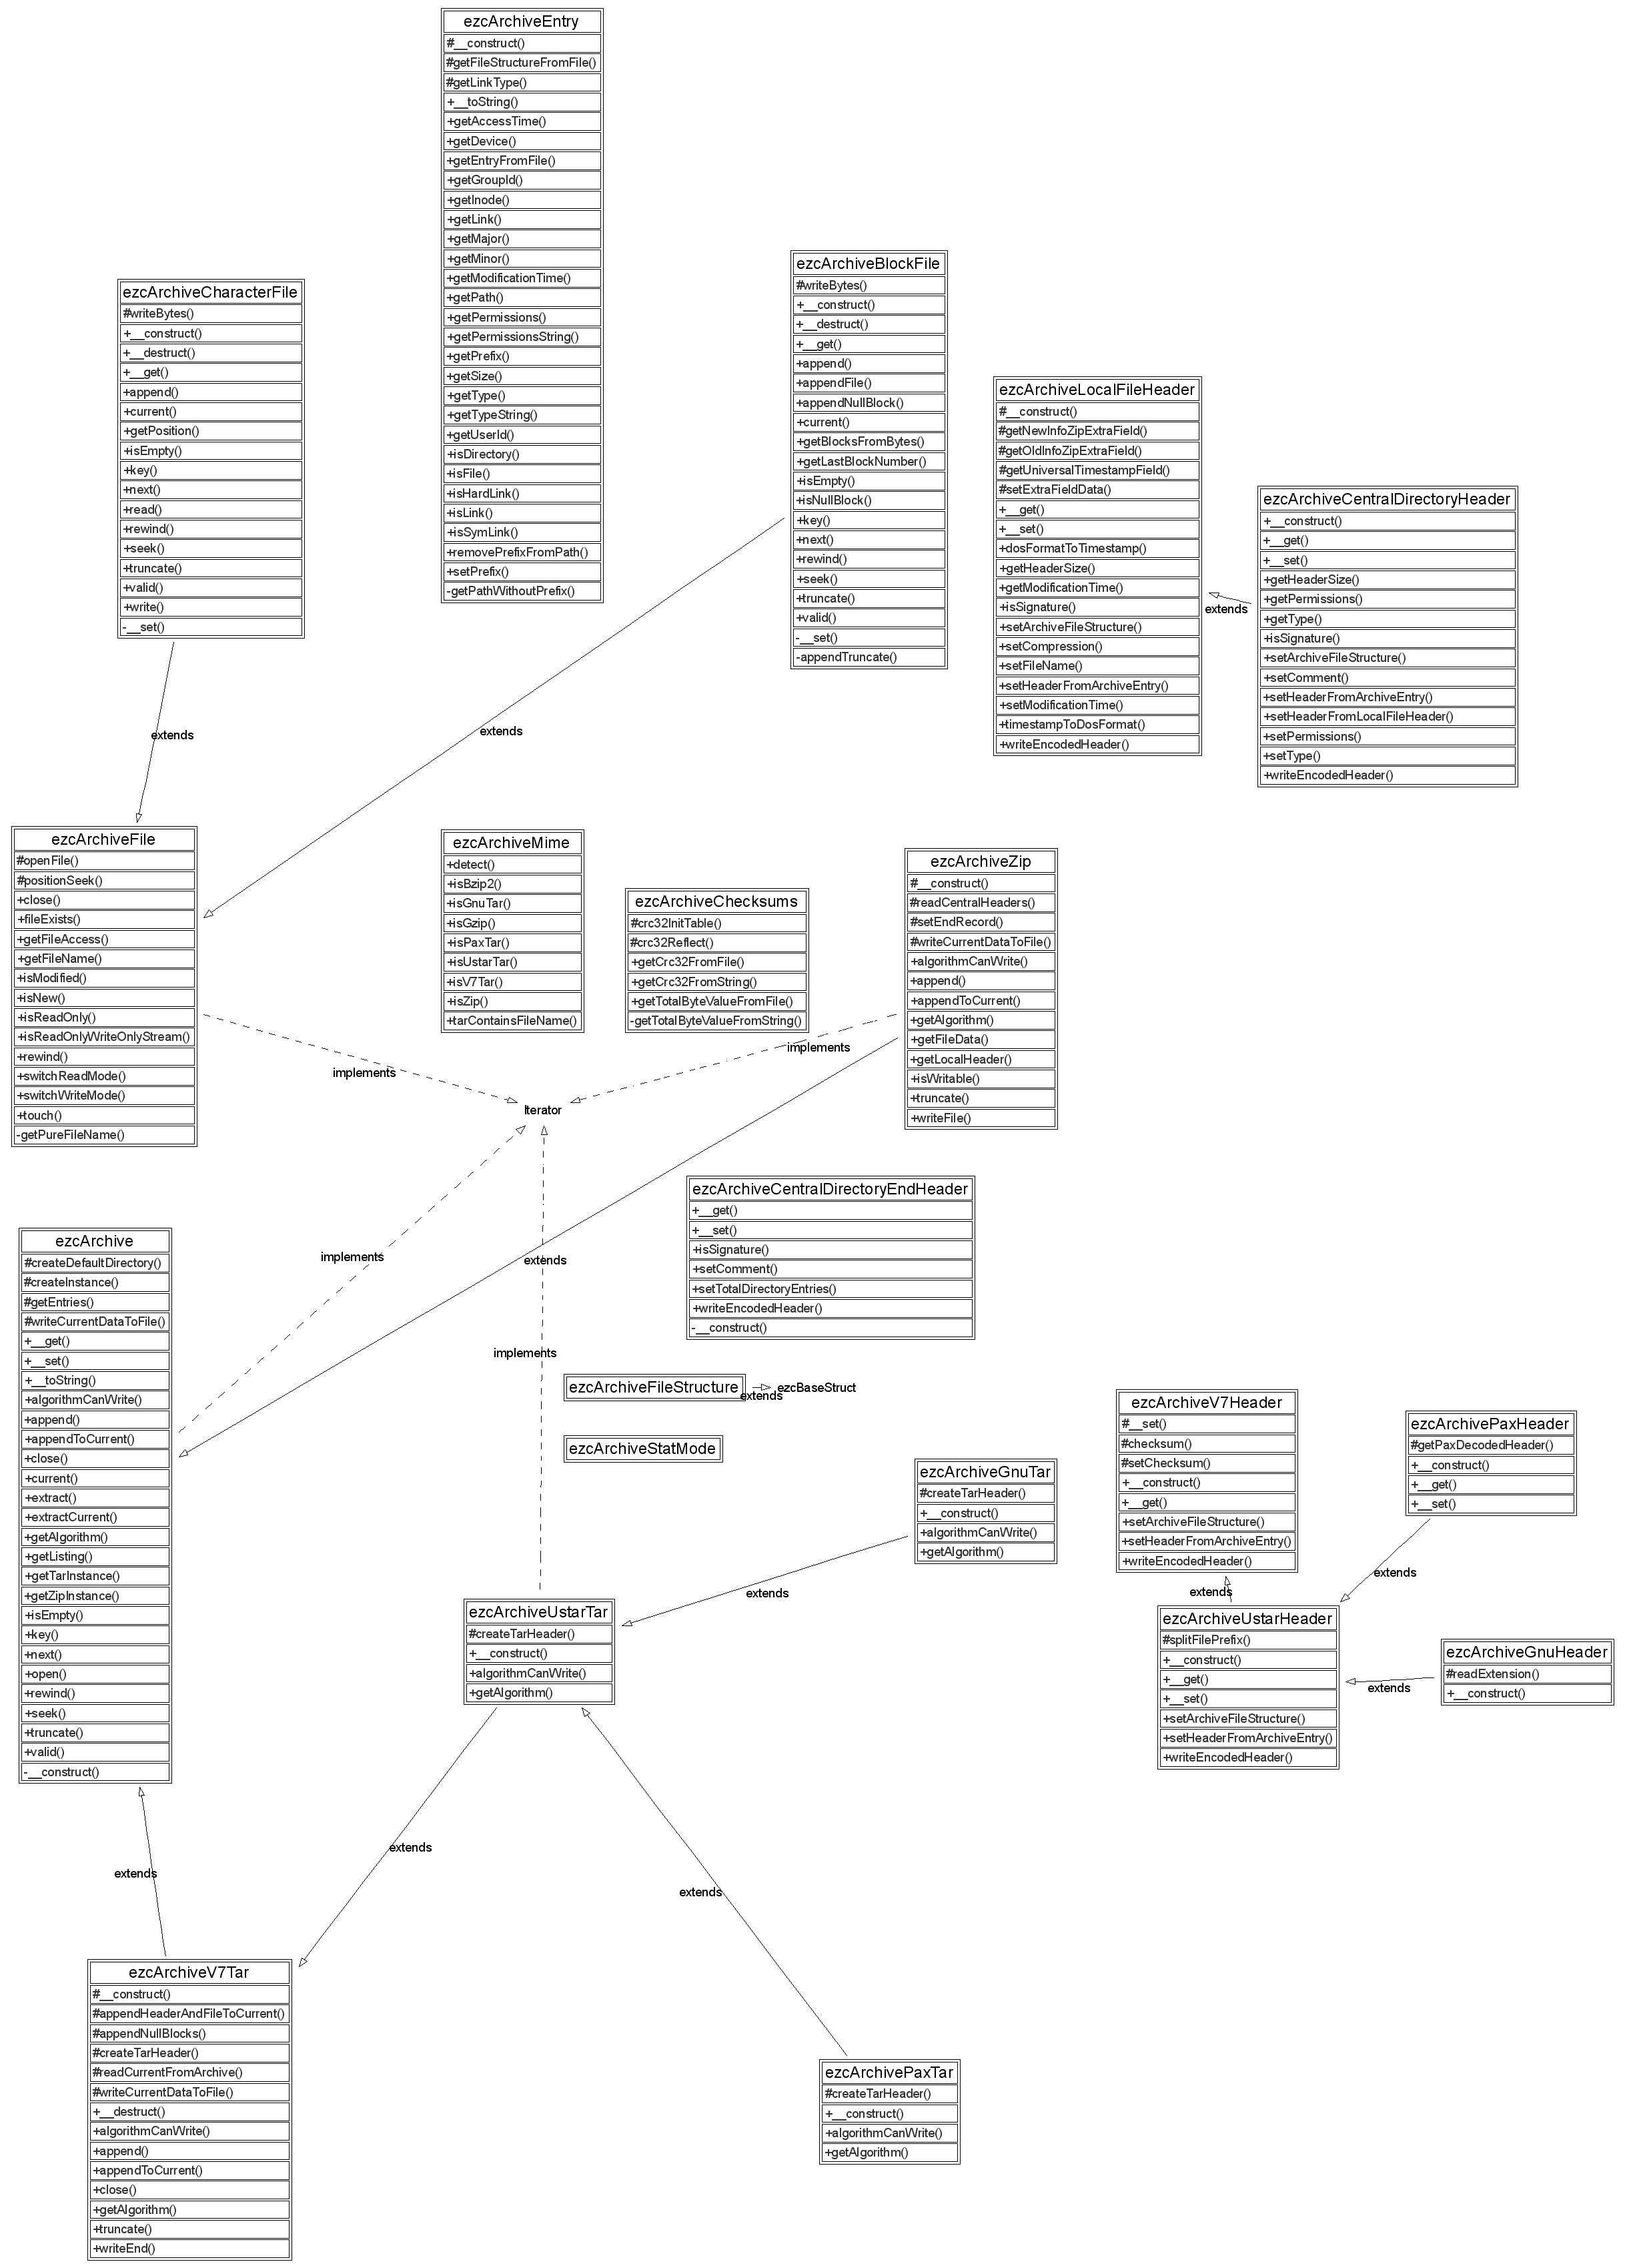 ezcArchiveEntry
#__construct()
#getFileStructureFromFile()
#getLinkType()
+__toString()
+getAccessTime()
+getDevice()
+getEntryFromFile()
+getGroupId()
+getInode()
+getLink()
+getMajor()
+getMinor()
+getModificationTime()
+getPath()
+getPermissions()
+getPermissionsString()
+getPrefix()
+getSize()
+getType()
+getTypeString()
+getUserId()
+isDirectory()
+isFile()
+isHardLink()
+isLink()
+isSymLink()
+removePrefixFromPath()
+setPrefix()
-getPathWithoutPrefix()
ezcArchiveCharacterFile
#writeBytes()
+__construct()
+__destruct()
+__get()
+append()
+current()
+getPosition()
+isEmpty()
+key()
+next()
+read()
+rewind()
+seek()
+truncate()
+valid()
+write()
-__set()
ezcArchiveBlockFile
#writeBytes()
+__construct()
+__destruct()
+__get()
+append()
+appendFile()
+appendNullBlock()
+current()
+getBlocksFromBytes()
+getLastBlockNumber()
+isEmpty()
+isNullBlock()
+key()
+next()
+rewind()
+seek()
+truncate()
+valid()
-__set()
-appendTruncate()
ezcArchiveLocalFileHeader
#__construct()
#getNewInfoZipExtraField()
#getOldInfoZipExtraField()
#getUniversalTimestampField()
#setExtraFieldData()
+__get()
+__set()
+dosFormatToTimestamp()
+getHeaderSize()
+getModificationTime()
+isSignature()
+setArchiveFileStructure()
+setCompression()
+setFileName()
+setHeaderFromArchiveEntry()
+setModificationTime()
+timestampToDosFormat()
+writeEncodedHeader()
extends
ezcArchiveCentralDirectoryHeader
+__construct()
+__get()
+__set()
+getHeaderSize()
+getPermissions()
+getType()
+isSignature()
+setArchiveFileStructure()
+setComment()
+setHeaderFromArchiveEntry()
+setHeaderFromLocalFileHeader()
+setPermissions()
+setType()
+writeEncodedHeader()
extends
extends
ezcArchiveFile
#openFile()
#positionSeek()
+close()
+fileExists()
+getFileAccess()
+getFileName()
+isModified()
+isNew()
+isReadOnly()
+isReadOnlyWriteOnlyStream()
+rewind()
+switchReadMode()
+switchWriteMode()
+touch()
-getPureFileName()
ezcArchiveMime
+detect()
+isBzip2()
+isGnuTar()
+isGzip()
+isPaxTar()
+isUstarTar()
+isV7Tar()
+isZip()
+tarContainsFileName()
ezcArchiveChecksums
#crc32InitTable()
#crc32Reflect()
+getCrc32FromFile()
+getCrc32FromString()
+getTotalByteValueFromFile()
-getTotalByteValueFromString()
ezcArchiveZip
#__construct()
#readCentralHeaders()
#setEndRecord()
#writeCurrentDataToFile()
+algorithmCanWrite()
+append()
+appendToCurrent()
+getAlgorithm()
+getFileData()
+getLocalHeader()
+isWritable()
+truncate()
+writeFile()
implements
implements
Iterator
ezcArchiveCentralDirectoryEndHeader
+__get()
+__set()
+isSignature()
+setComment()
+setTotalDirectoryEntries()
+writeEncodedHeader()
-__construct()
implements
extends
implements
ezcArchive
#createDefaultDirectory()
#createInstance()
#getEntries()
#writeCurrentDataToFile()
+__get()
+__set()
+__toString()
+algorithmCanWrite()
+append()
+appendToCurrent()
+close()
+current()
+extract()
+extractCurrent()
+getAlgorithm()
+getListing()
+getTarInstance()
+getZipInstance()
+isEmpty()
+key()
+next()
+open()
+rewind()
+seek()
+truncate()
+valid()
-__construct()
ezcArchiveFileStructure
extends
ezcBaseStruct
ezcArchiveStatMode
ezcArchiveGnuTar
#createTarHeader()
+__construct()
+algorithmCanWrite()
+getAlgorithm()
ezcArchiveV7Header
#__set()
#checksum()
#setChecksum()
+__construct()
+__get()
+setArchiveFileStructure()
+setHeaderFromArchiveEntry()
+writeEncodedHeader()
ezcArchivePaxHeader
#getPaxDecodedHeader()
+__construct()
+__get()
+__set()
extends
extends
extends
ezcArchiveUstarTar
#createTarHeader()
+__construct()
+algorithmCanWrite()
+getAlgorithm()
ezcArchiveUstarHeader
#splitFilePrefix()
+__construct()
+__get()
+__set()
+setArchiveFileStructure()
+setHeaderFromArchiveEntry()
+writeEncodedHeader()
extends
ezcArchiveGnuHeader
#readExtension()
+__construct()
extends
extends
extends
ezcArchiveV7Tar
#__construct()
#appendHeaderAndFileToCurrent()
#appendNullBlocks()
#createTarHeader()
#readCurrentFromArchive()
#writeCurrentDataToFile()
+__destruct()
+algorithmCanWrite()
+append()
+appendToCurrent()
+close()
+getAlgorithm()
+truncate()
+writeEnd()
ezcArchivePaxTar
#createTarHeader()
+__construct()
+algorithmCanWrite()
+getAlgorithm()